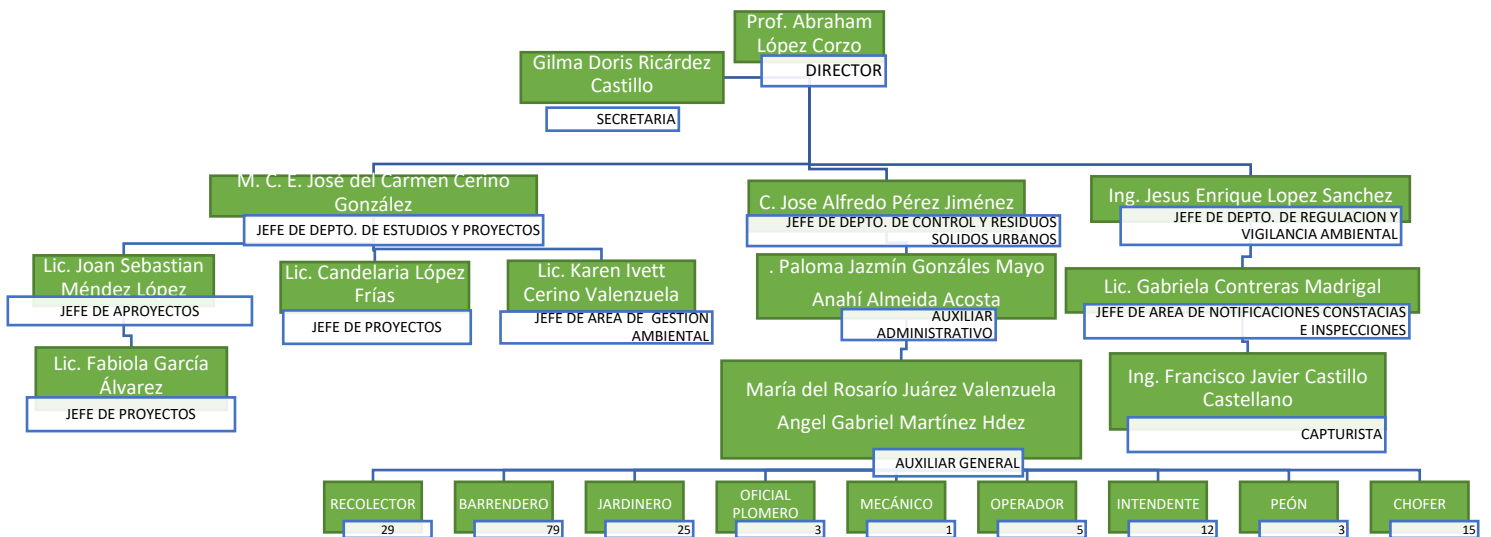 Prof. Abraham
López Corzo
DIRECTOR
Gilma Doris Ricárdez
Castillo
SECRETARIA
M. C. E. José del Carmen Cerino
González
JEFE DE DEPTO. DE ESTUDIOS Y PROYECTOS
C. Jose Alfredo Pérez Jiménez
JEFE DE DEPTO. DE CONTROL Y RESIDUOS
SOLIDOS URBANOS
Ing. Jesus Enrique Lopez Sanchez
JEFE DE DEPTO. DE REGULACION Y
VIGILANCIA AMBIENTAL
Lic. Joan Sebastian
Méndez López
JEFE DE APROYECTOS
Lic. Candelaria López
Frías
JEFE DE PROYECTOS
Lic. Karen Ivett
Cerino Valenzuela
JEFE DE AREA DE GESTION
AMBIENTAL
. Paloma Jazmín Gonzáles Mayo
Anahí Almeida Acosta
AUXILIAR
ADMINISTRATIVO
Lic. Gabriela Contreras Madrigal
JEFE DE AREA DE NOTIFICACIONES CONSTACIAS
E INSPECCIONES
Lic. Fabiola García
Álvarez
JEFE DE PROYECTOS
María del Rosarío Juárez Valenzuela
Angel Gabriel Martínez Hdez
AUXILIAR GENERAL
Ing. Francisco Javier Castillo
Castellano
CAPTURISTA
RECOLECTOR
29
BARRENDERO
79
JARDINERO
25
OFICIAL
PLOMERO
3
MECÁNICO
1
OPERADOR
5
INTENDENTE
12
PEÓN
3
CHOFER
15